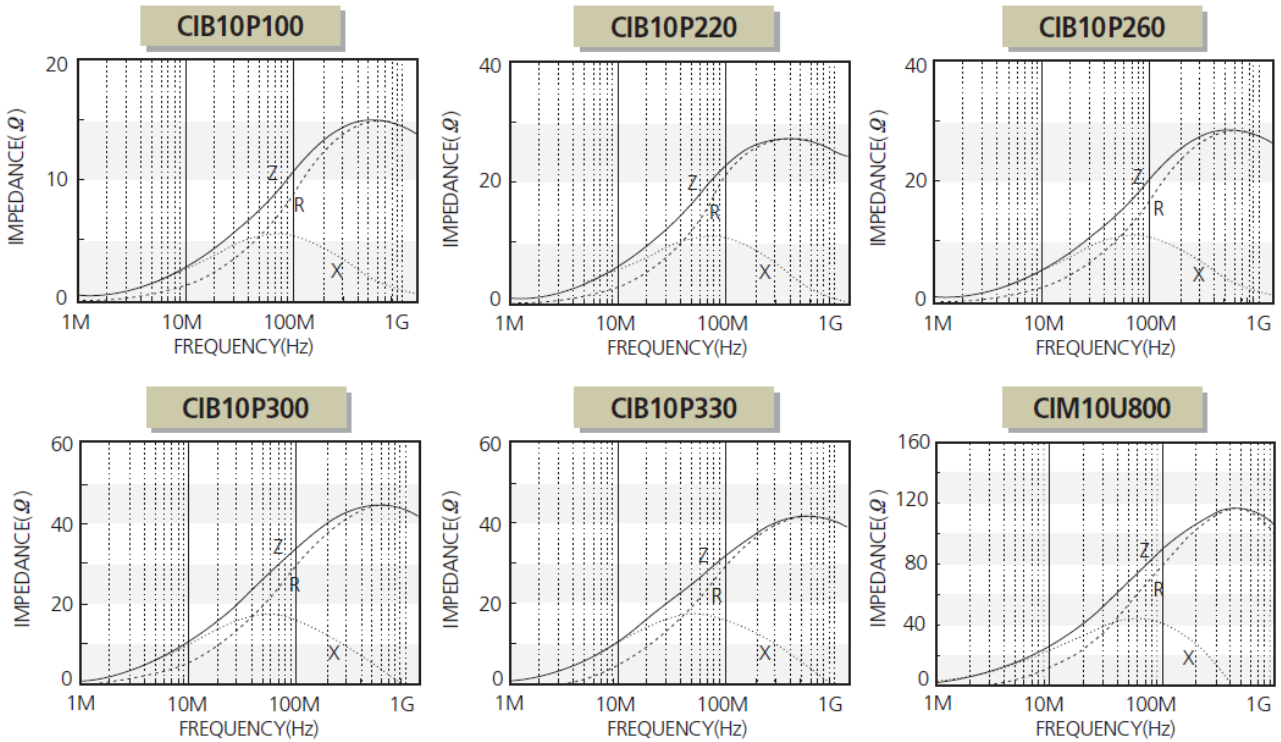 CIB10P100
IMPEDANCE(Ω)
20
10
0
Z
R
X
1M 10M 100M 1G
FREQUENCY(Hz)
CIB10P220
IMPEDANCE(Ω)
40
20
0
Z
R
X
1M 10M 100M 1G
FREQUENCY(Hz)
CIB10P260
IMPEDANCE(Ω)
40
20
0
Z
R
X
1M 10M 100M 1G
FREQUENCY(Hz)
CIB10P300
IMPEDANCE(Ω)
60
40
20
0
Z
R
X
1M 10M 100M 1G
FREQUENCY(Hz)
CIB10P330
IMPEDANCE(Ω)
60
40
20
0
Z
R
X
1M 10M 100M 1G
FREQUENCY(Hz)
CIM10U800
IMPEDANCE(Ω)
160
120
80
40
0
Z
R
X
1M 10M 100M 1G
FREQUENCY(Hz)